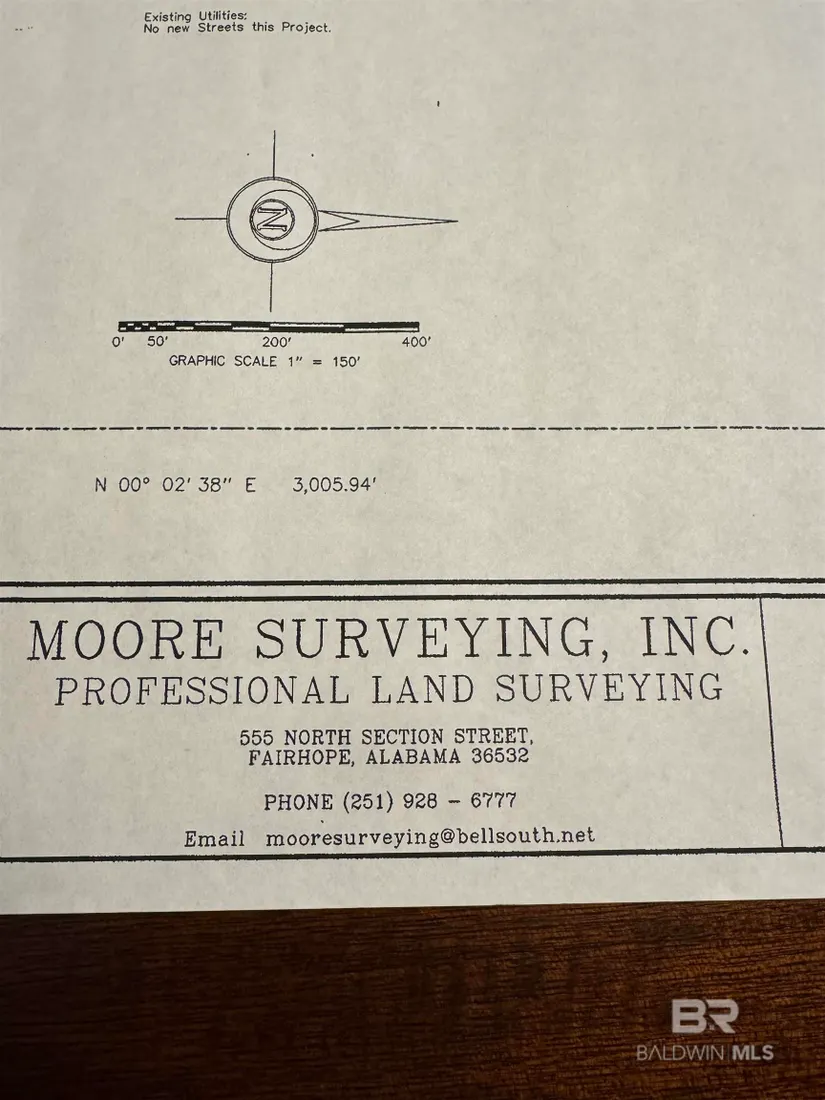 Existing Utilities:
No new Streets this Project.
N
0' 50' 200' 400'
GRAPHIC SCALE 1" = 150'
N 00° 02' 38" E 3,005.94'
MOORE SURVEYING, INC.
PROFESSIONAL LAND SURVEYING
555 NORTH SECTION STREET,
FAIRHOPE, ALABAMA 36532
PHONE (251) 928 - 6777
Email mooresurveying@bellsouth.net
BR
BALDWIN MLS